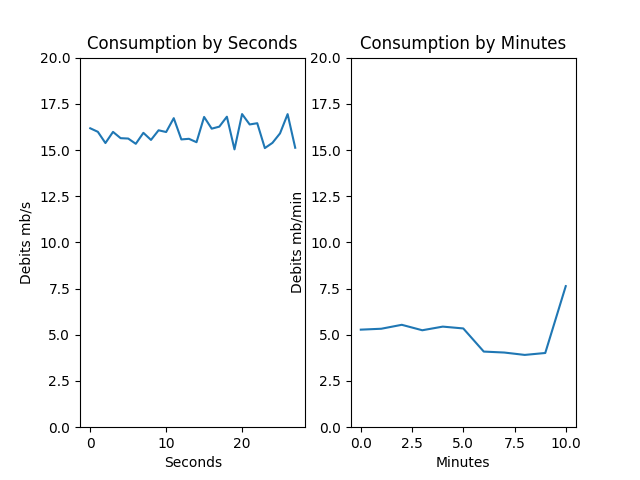 Consumption by Seconds
20.0
17.5
15.0
12.5
10.0
7.5
5.0
2.5
0.0
Debits mb/s
0 10 20
Seconds
Consumption by Minutes
20.0
17.5
15.0
12.5
10.0
7.5
5.0
2.5
0.0
Debits mb/min
0.0 2.5 5.0 7.5 10.0
Minutes